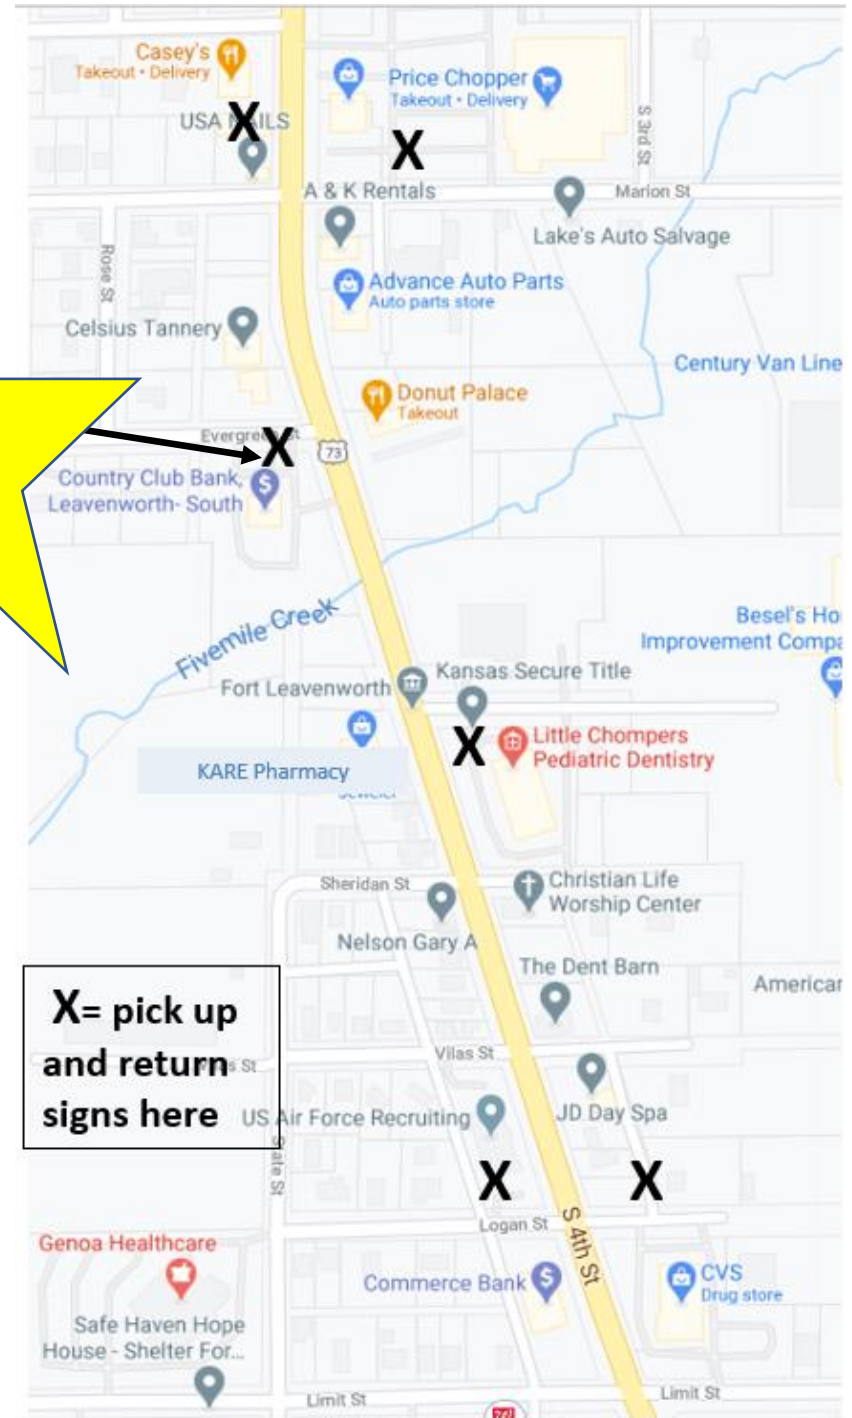 Casey's
Takeout • Delivery
Price Chopper
Takeout • Delivery
X
USA NAILS
X
S 3rd St
A & K Rentals
Marion St
Lake's Auto Salvage
Rose St
Advance Auto Parts
Auto parts store
Celsius Tannery
Century Van Line
Donut Palace
Takeout
Evergreen St
X
73
Country Club Bank,
Leavenworth- South
Fivemile Creek
Besel's Ho
Improvement Compa
Kansas Secure Title
Fort Leavenworth
X
Little Chompers
Pediatric Dentistry
KARE Pharmacy
Sheridan St
Christian Life
Worship Center
Nelson Gary A
The Dent Barn
American
X= pick up
and return
signs here
Vilas St
US Air Force Recruiting
JD Day Spa
State St
X
X
Logan St
S 4th St
Genoa Healthcare
Commerce Bank
CVS
Drug store
Safe Haven Hope
House - Shelter For...
Limit St
Limit St